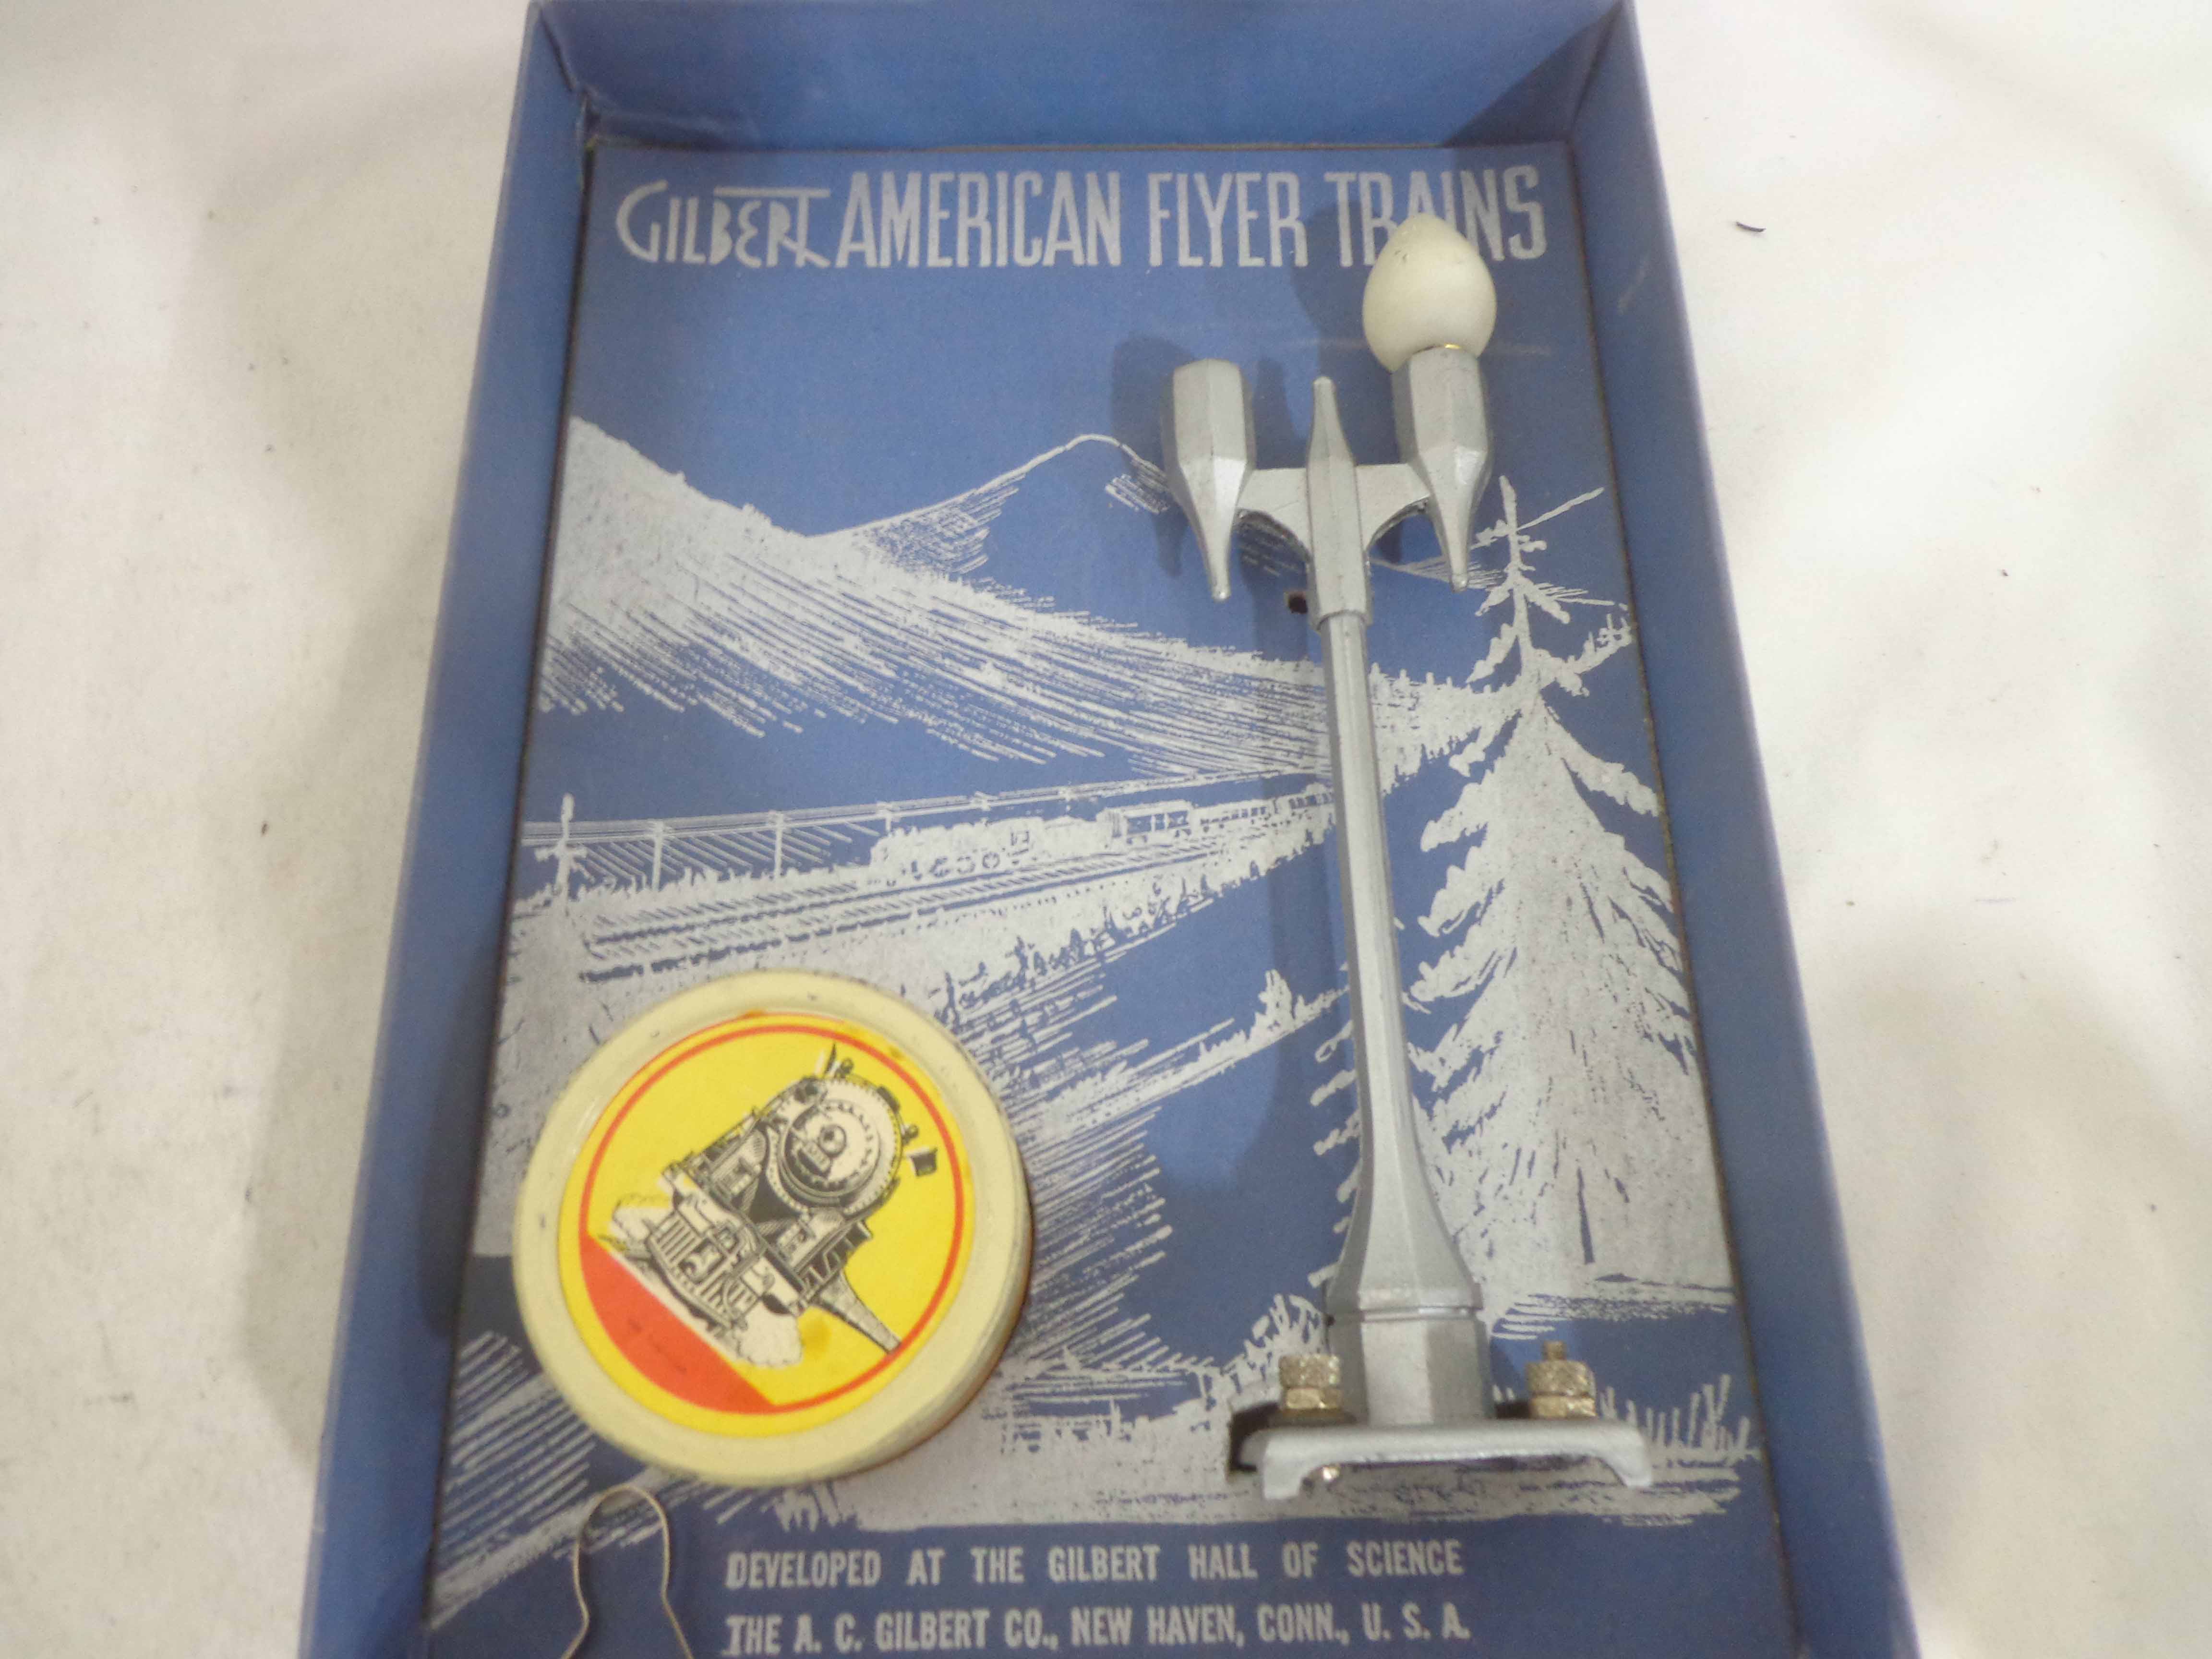 GILBERT AMERICAN FLYER TRAINS
DEVELOPED AT THE GILBERT HALL OF SCIENCE
THE A. C. GILBERT CO., NEW HAVEN, CONN., U. S. A.